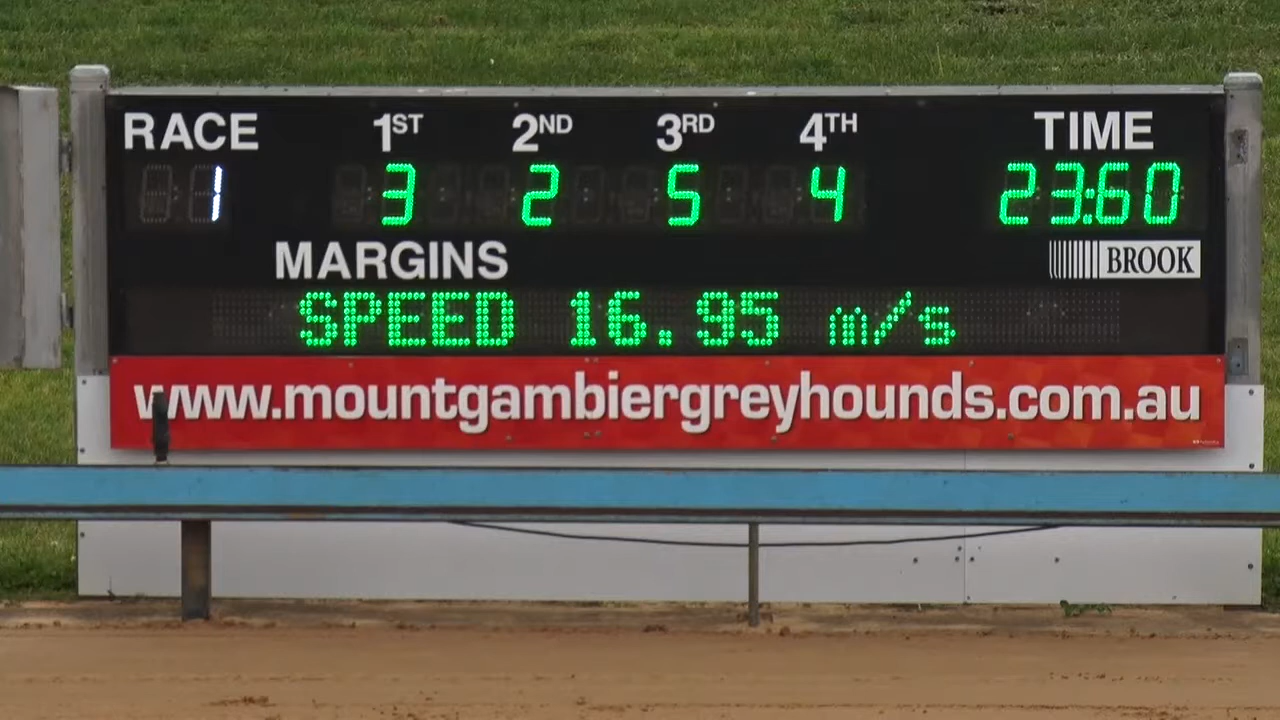 RACE 1ST 2ND 3RD 4TH TIME
1 3 2 5 4 23:60
MARGINS BROOK
SPEED 16.95 m/s
www.mountgambiergreyhounds.com.au